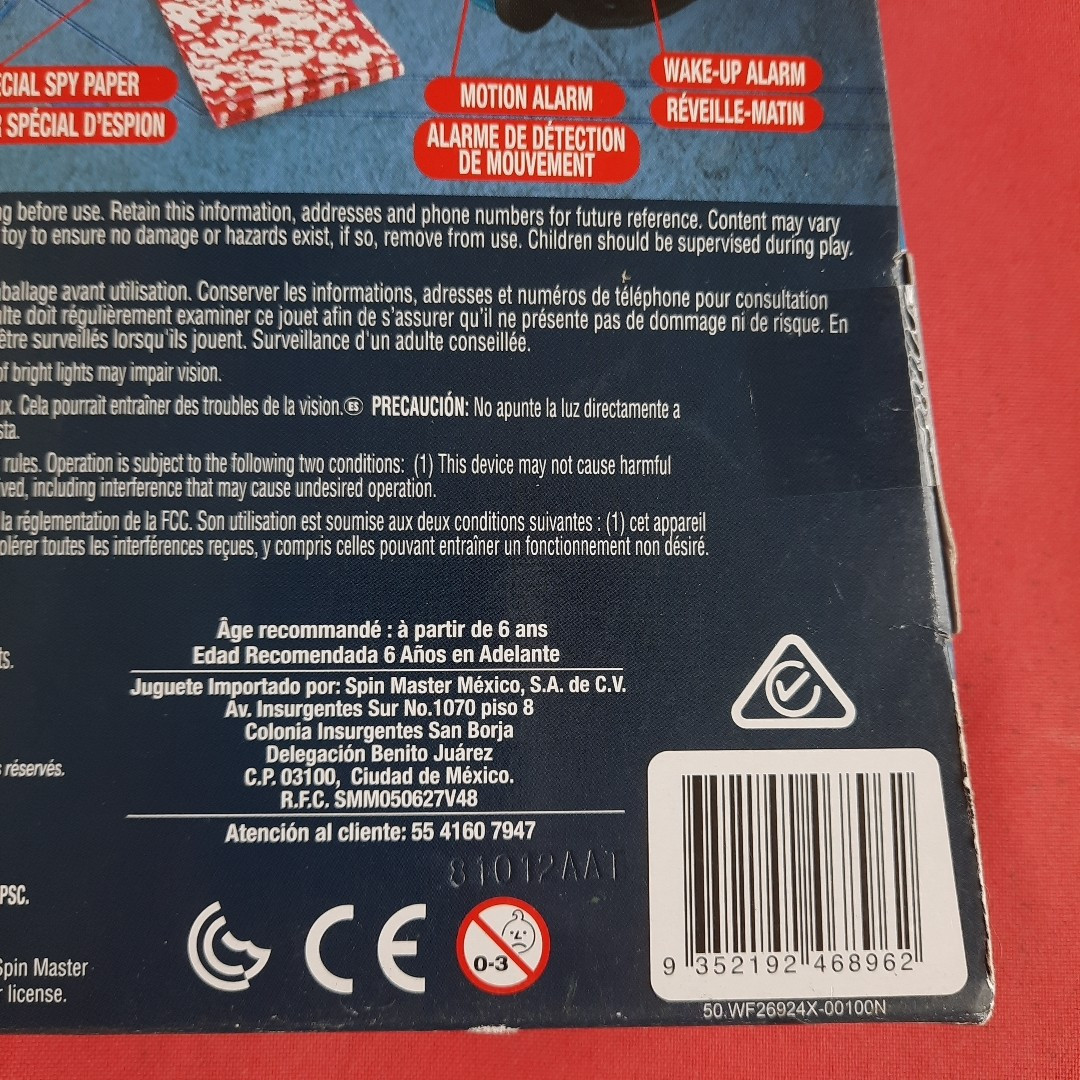 ECIAL SPY PAPER
R SPÉCIAL D'ESPION
MOTION ALARM
ALARME DE DÉTECTION
DE MOUVEMENT
WAKE-UP ALARM
RÉVEILLE-MATIN
ng before use. Retain this information, addresses and phone numbers for future reference. Content may vary
toy to ensure no damage or hazards exist, if so, remove from use. Children should be supervised during play.
ballage avant utilisation. Conserver les informations, adresses et numéros de téléphone pour consultation
ulte doit régulièrement examiner ce jouet afin de s'assurer qu'il ne présente pas de dommage ni de risque. En
être surveillés lorsqu'ils jouent. Surveillance d'un adulte conseillée.
of bright lights may impair vision.
ux. Cela pourrait entraîner des troubles de la vision. ES PRECAUCIÓN: No apunte la luz directamente a
sta.
rules. Operation is subject to the following two conditions: (1) This device may not cause harmful
ved, including interference that may cause undesired operation.
la réglementation de la FCC. Son utilisation est soumise aux deux conditions suivantes : (1) cet appareil
olérer toutes les interférences reçues, y compris celles pouvant entraîner un fonctionnement non désiré.
Âge recommandé : à partir de 6 ans
Edad Recomendada 6 Años en Adelante
ts.
Juguete Importado por: Spin Master México, S.A. de C.V.
Av. Insurgentes Sur No.1070 piso 8
Colonia Insurgentes San Borja
Delegación Benito Juárez
C.P. 03100, Ciudad de México.
R.F.C. SMM050627V48
s réservés.
Atención al cliente: 55 4160 7947
81012AAT
PSC.
Spin Master
r license.
CE
0-3
9 352192 468962
50.WF26924X-00100N